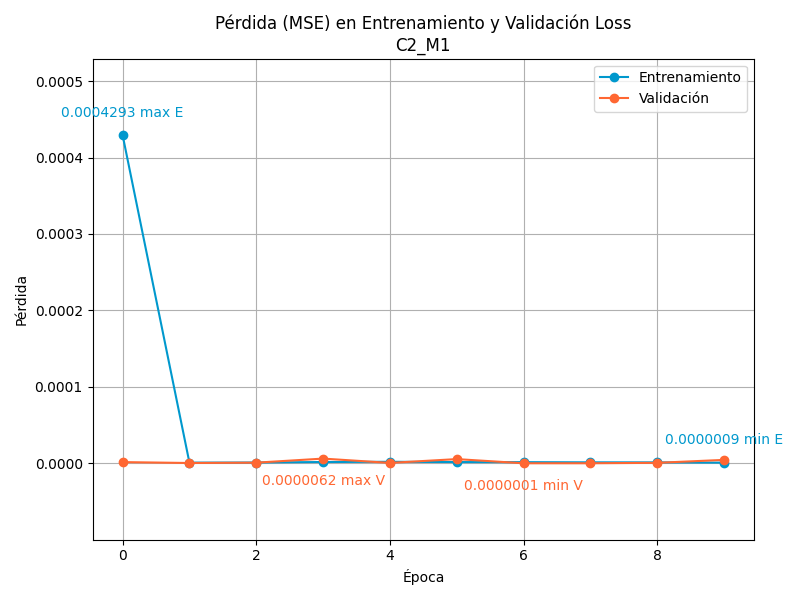 Pérdida (MSE) en Entrenamiento y Validación Loss
C2_M1
Entrenamiento
Validación
0.0005
0.0004293 max E
0.0004
0.0003
Pérdida
0.0002
0.0001
0.0000009 min E
0.0000
0.0000062 max V
0.0000001 min V
0 2 4 6 8
Época